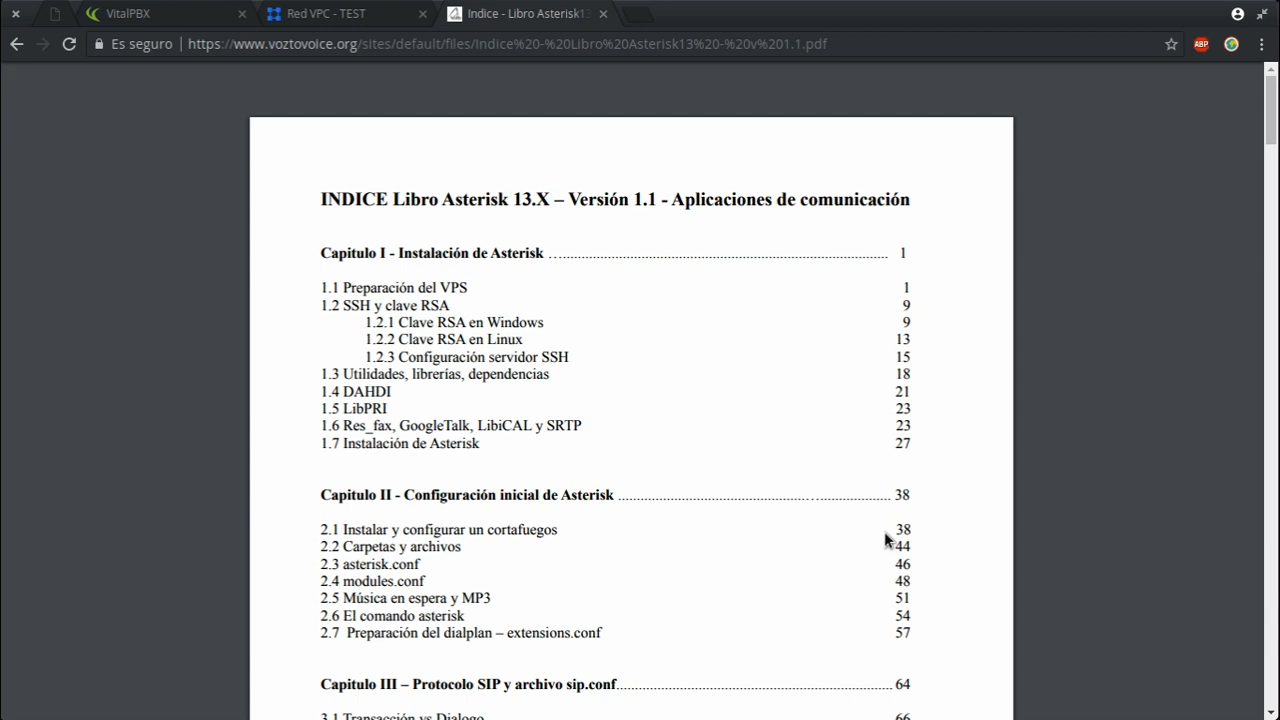 VitalPBX
Red VPC - TEST
Indice - Libro Asterisk13
Es seguro
https://www.voztovoice.org/sites/default/files/Indice%20-%20Libro%20Asterisk13%20-%20v%201.1.pdf
ABP
INDICE Libro Asterisk 13.X – Versión 1.1 - Aplicaciones de comunicación
Capitulo I - Instalación de Asterisk ........................................................................................ 1
1.1 Preparación del VPS 1
1.2 SSH y clave RSA 9
1.2.1 Clave RSA en Windows 9
1.2.2 Clave RSA en Linux 13
1.2.3 Configuración servidor SSH 15
1.3 Utilidades, librerías, dependencias 18
1.4 DAHDI 21
1.5 LibPRI 23
1.6 Res_fax, GoogleTalk, LibiCAL y SRTP 23
1.7 Instalación de Asterisk 27
Capitulo II - Configuración inicial de Asterisk ........................................................................ 38
2.1 Instalar y configurar un cortafuegos 38
2.2 Carpetas y archivos 44
2.3 asterisk.conf 46
2.4 modules.conf 48
2.5 Música en espera y MP3 51
2.6 El comando asterisk 54
2.7 Preparación del dialplan – extensions.conf 57
Capitulo III – Protocolo SIP y archivo sip.conf........................................................................ 64
3.1 Transacción vs Dialogo 66